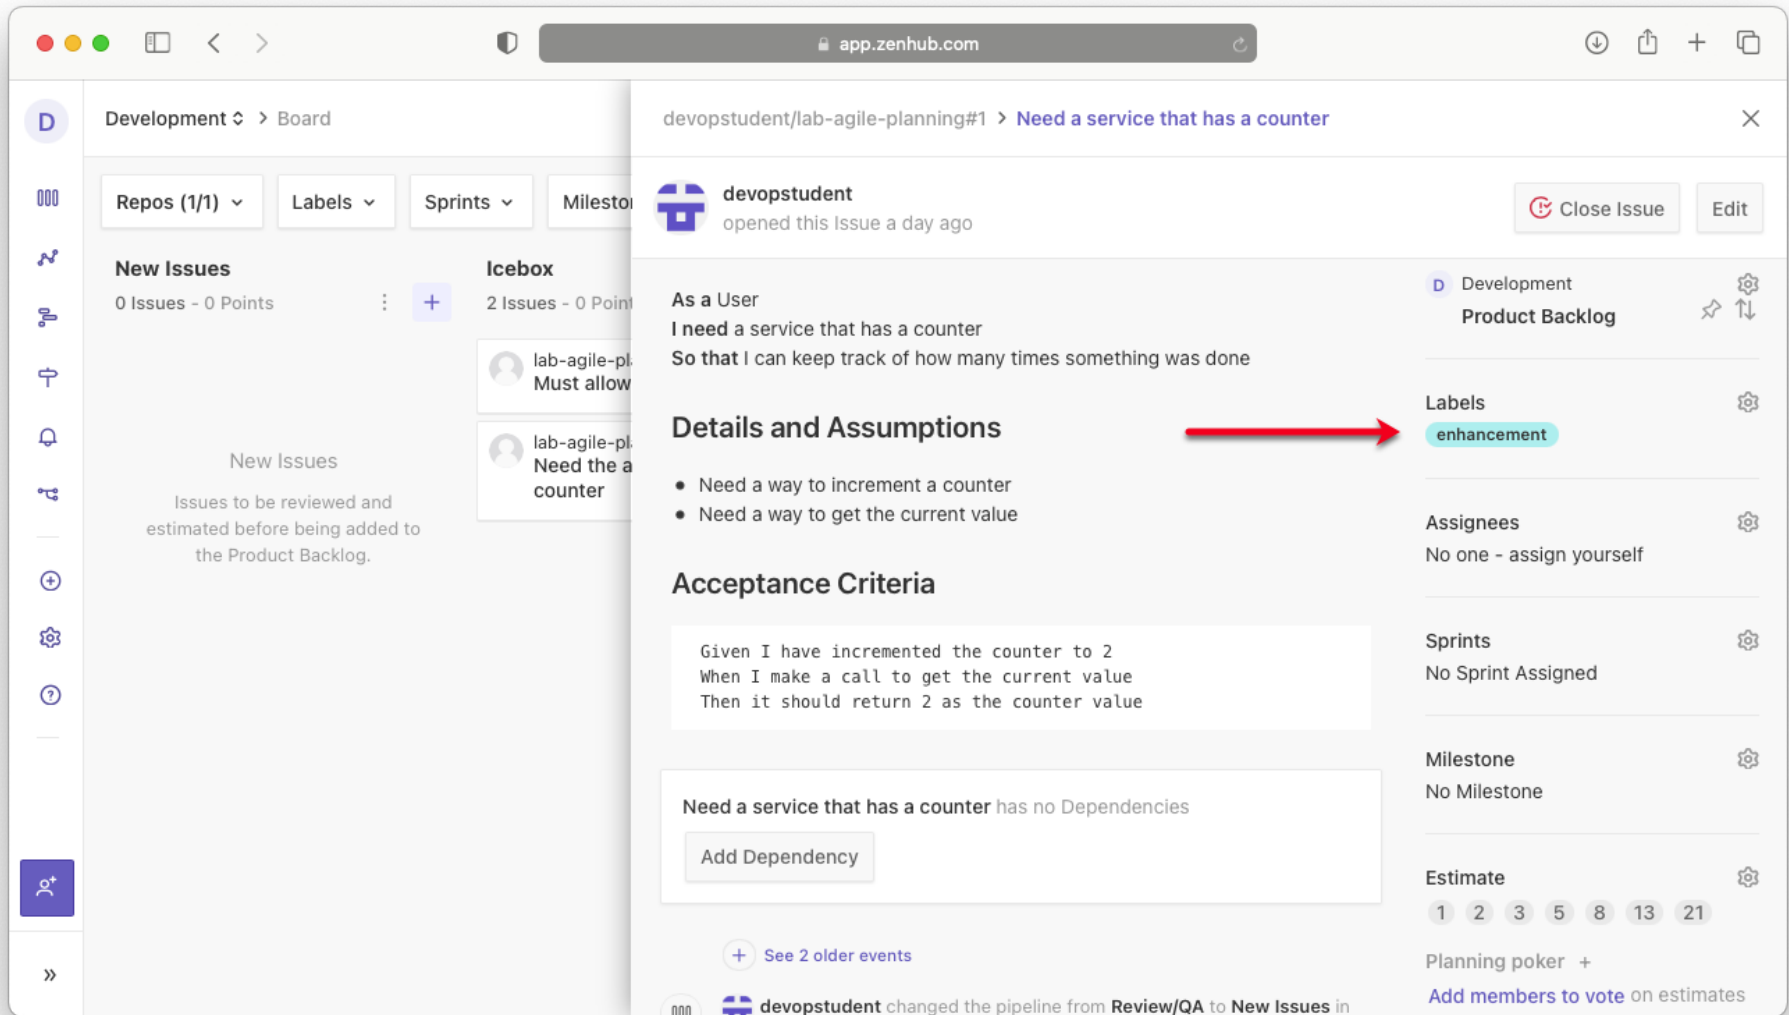 app.zenhub.com
D
Development > Board
Repos (1/1)
Labels
Sprints
Milesto
New Issues
0 Issues - 0 Points
New Issues
Issues to be reviewed and
estimated before being added to
the Product Backlog.
Icebox
2 Issues - 0 Point
lab-agile-pl
Must allow
lab-agile-pl
Need the a
counter
devopstudent/lab-agile-planning#1 > Need a service that has a counter
devopstudent
opened this Issue a day ago
Close Issue
Edit
As a User
I need a service that has a counter
So that I can keep track of how many times something was done
Details and Assumptions
• Need a way to increment a counter
• Need a way to get the current value
Acceptance Criteria
Given I have incremented the counter to 2
When I make a call to get the current value
Then it should return 2 as the counter value
Need a service that has a counter has no Dependencies
Add Dependency
See 2 older events
devopstudent changed the pipeline from Review/QA to New Issues in
D Development
Product Backlog
Labels
enhancement
Assignees
No one - assign yourself
Sprints
No Sprint Assigned
Milestone
No Milestone
Estimate
1 2 3 5 8 13 21
Planning poker +
Add members to vote on estimates